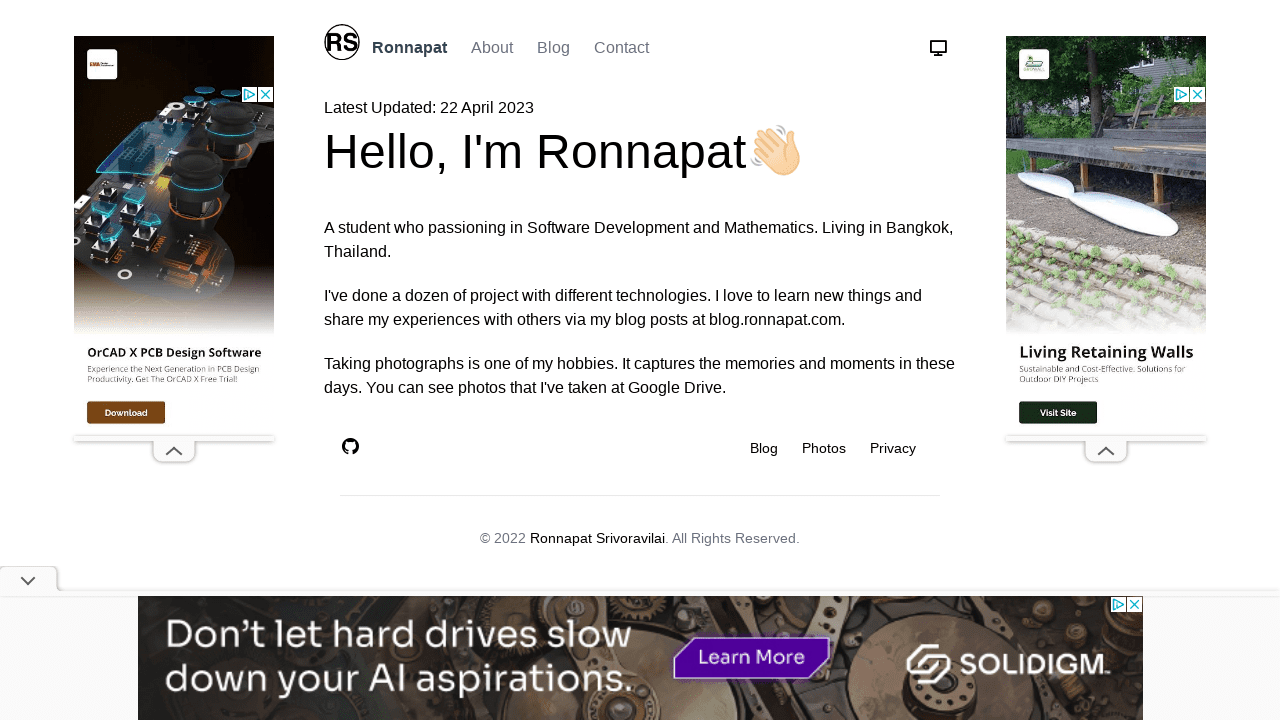 RS
Ronnapat About Blog Contact
Latest Updated: 22 April 2023
Hello, I'm Ronnapat
A student who passioning in Software Development and Mathematics. Living in Bangkok,
Thailand.
I've done a dozen of project with different technologies. I love to learn new things and
share my experiences with others via my blog posts at blog.ronnapat.com.
Taking photographs is one of my hobbies. It captures the memories and moments in these
days. You can see photos that I've taken at Google Drive.
Blog Photos Privacy
© 2022 Ronnapat Srivoravilai. All Rights Reserved.
LEFT
DOWN
OrCAD X PCB Design Software
Experience the Next Generation in PCB Design
Productivity. Get The OrCAD X Free Trial!
Download
Living Retaining Walls
Sustainable and Cost-Effective. Solutions for
Outdoor DIY Projects
Visit Site
Don't let hard drives slow
down your AI aspirations.
Learn More
SOLIDIGM